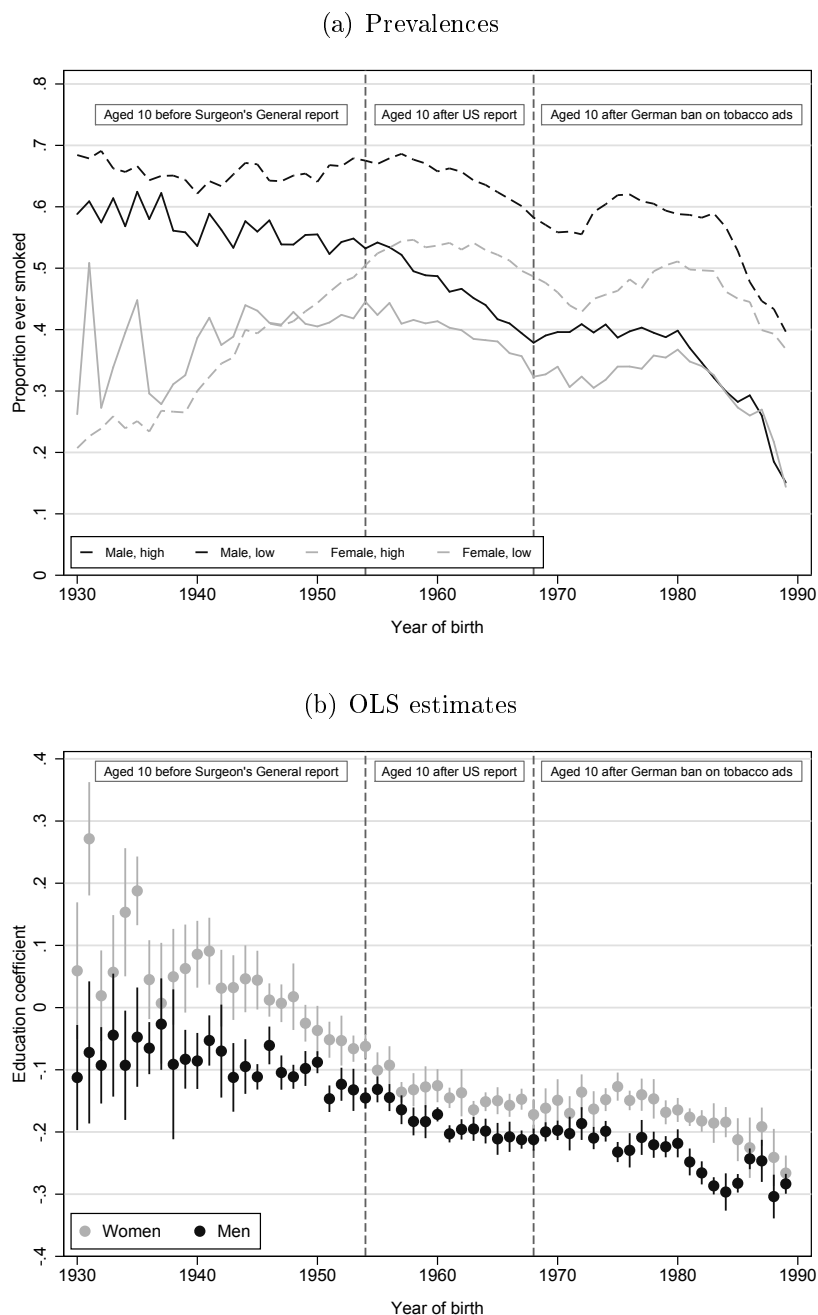 (a) Prevalences
Proportion ever smoked
.8
.7
.6
.5
.4
.3
.2
.1
0
Aged 10 before Surgeon's General report
Aged 10 after US report
Aged 10 after German ban on tobacco ads
Male, high
Male, low
Female, high
Female, low
1930
1940
1950
1960
1970
1980
1990
Year of birth
(b) OLS estimates
Education coefficient
.4
.3
.2
.1
0
-.1
-.2
-.3
-.4
Aged 10 before Surgeon's General report
Aged 10 after US report
Aged 10 after German ban on tobacco ads
Women
Men
1930
1940
1950
1960
1970
1980
1990
Year of birth